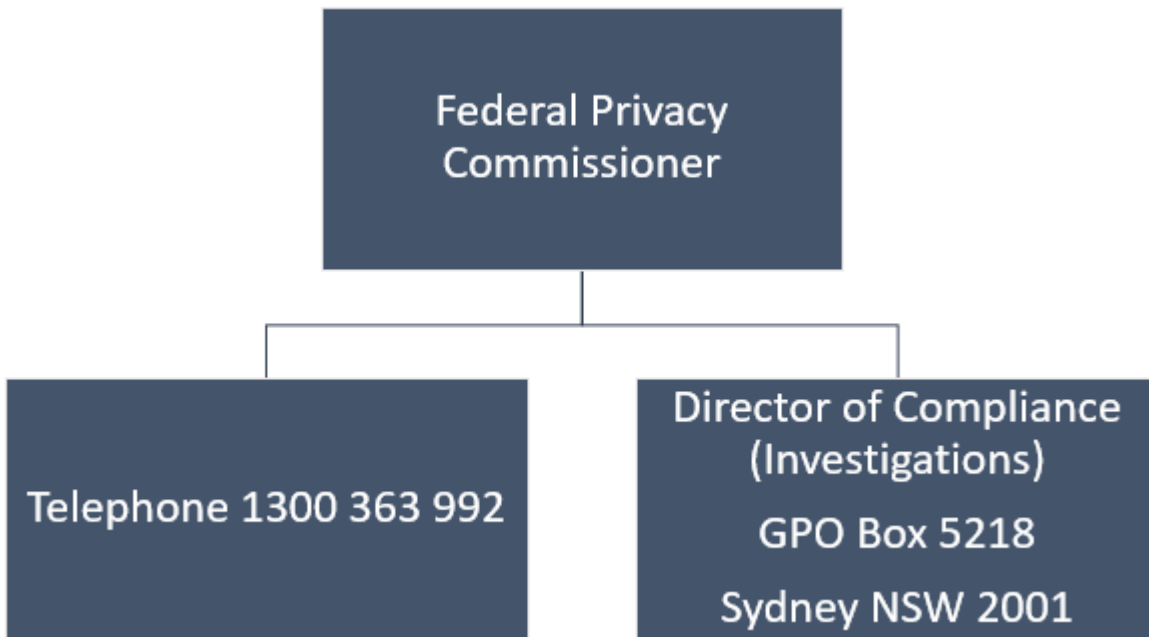 Federal Privacy
Commissioner
Telephone 1300 363 992
Director of Compliance
(Investigations)
GPO Box 5218
Sydney NSW 2001